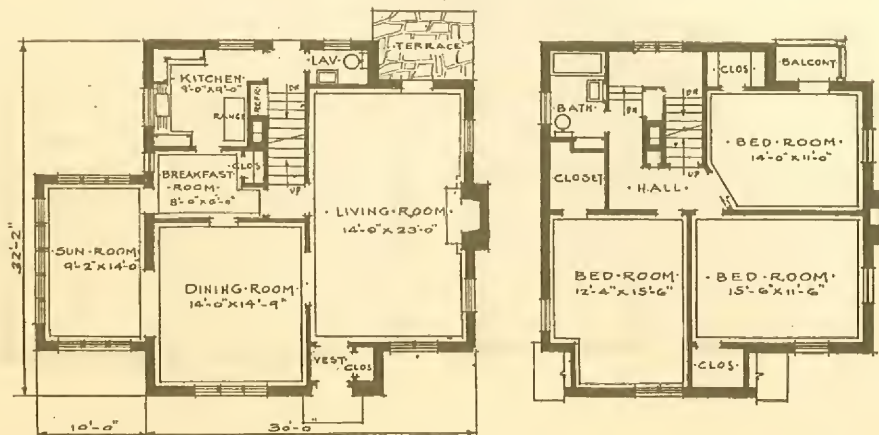 LAV.
TERRACE
KITCHEN
9'-0"X9'-0"
REFR.
DN
RANGE
CLOS
BREAKFAST
ROOM
UP
LIVING·ROOM
14'-0"X23'-0"
SUN·ROOM
9'-2"X14'-0
DINING·ROOM
14'-0"X14'-9"
VEST
CLOS
32'-2"
10'-0"
30'-0"
CLOS
BALCONY
BATH
DN
DN
BED·ROOM
14'-0"X11'-0"
CLOSET
UP
HALL
BED·ROOM
12'-4"X15'-6"
BED·ROOM
15'-6"X11'-6"
CLOS